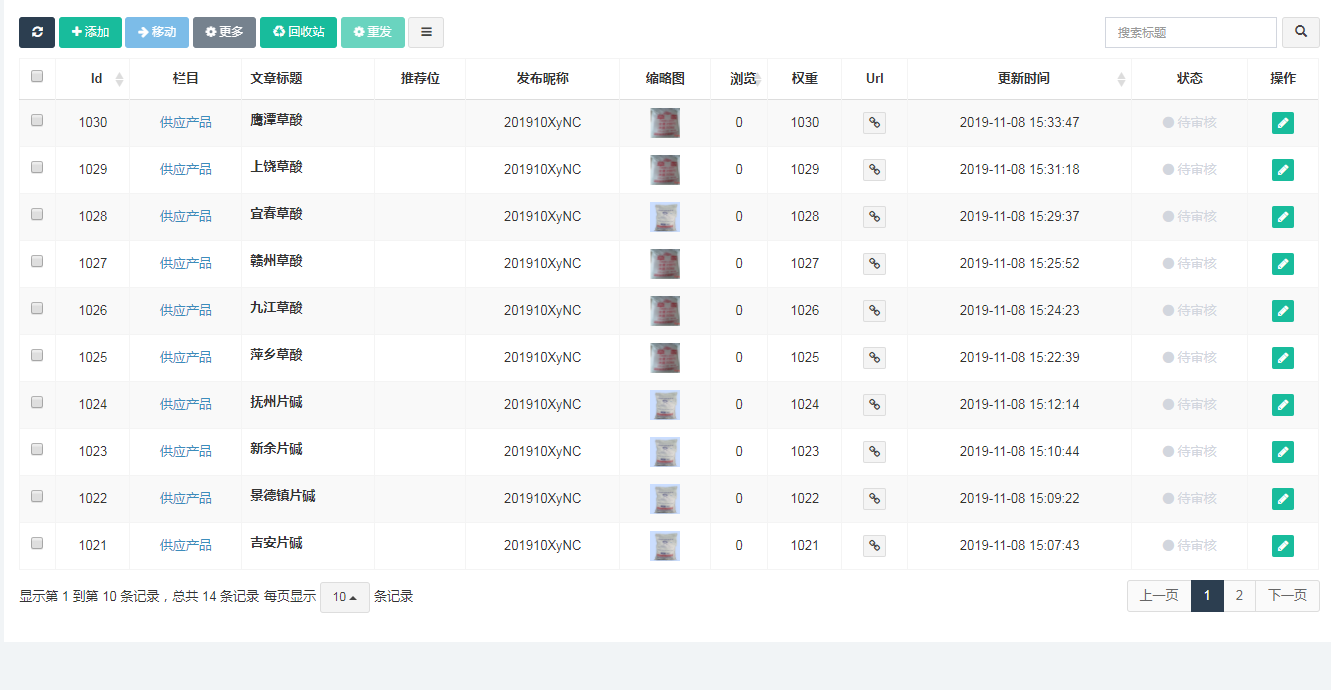 添加 移动 更多 回收站 重发 搜索标题
Id 栏目 文章标题 推荐位 发布昵称 缩略图 浏览 权重 Url 更新时间 状态 操作
1030 供应产品 鹰潭草酸 201910XyNC 0 1030 2019-11-08 15:33:47 待审核
1029 供应产品 上饶草酸 201910XyNC 0 1029 2019-11-08 15:31:18 待审核
1028 供应产品 宜春草酸 201910XyNC 0 1028 2019-11-08 15:29:37 待审核
1027 供应产品 赣州草酸 201910XyNC 0 1027 2019-11-08 15:25:52 待审核
1026 供应产品 九江草酸 201910XyNC 0 1026 2019-11-08 15:24:23 待审核
1025 供应产品 萍乡草酸 201910XyNC 0 1025 2019-11-08 15:22:39 待审核
1024 供应产品 抚州片碱 201910XyNC 0 1024 2019-11-08 15:12:14 待审核
1023 供应产品 新余片碱 201910XyNC 0 1023 2019-11-08 15:10:44 待审核
1022 供应产品 景德镇片碱 201910XyNC 0 1022 2019-11-08 15:09:22 待审核
1021 供应产品 吉安片碱 201910XyNC 0 1021 2019-11-08 15:07:43 待审核
显示第 1 到第 10 条记录，总共 14 条记录 每页显示 10 条记录 上一页 1 2 下一页